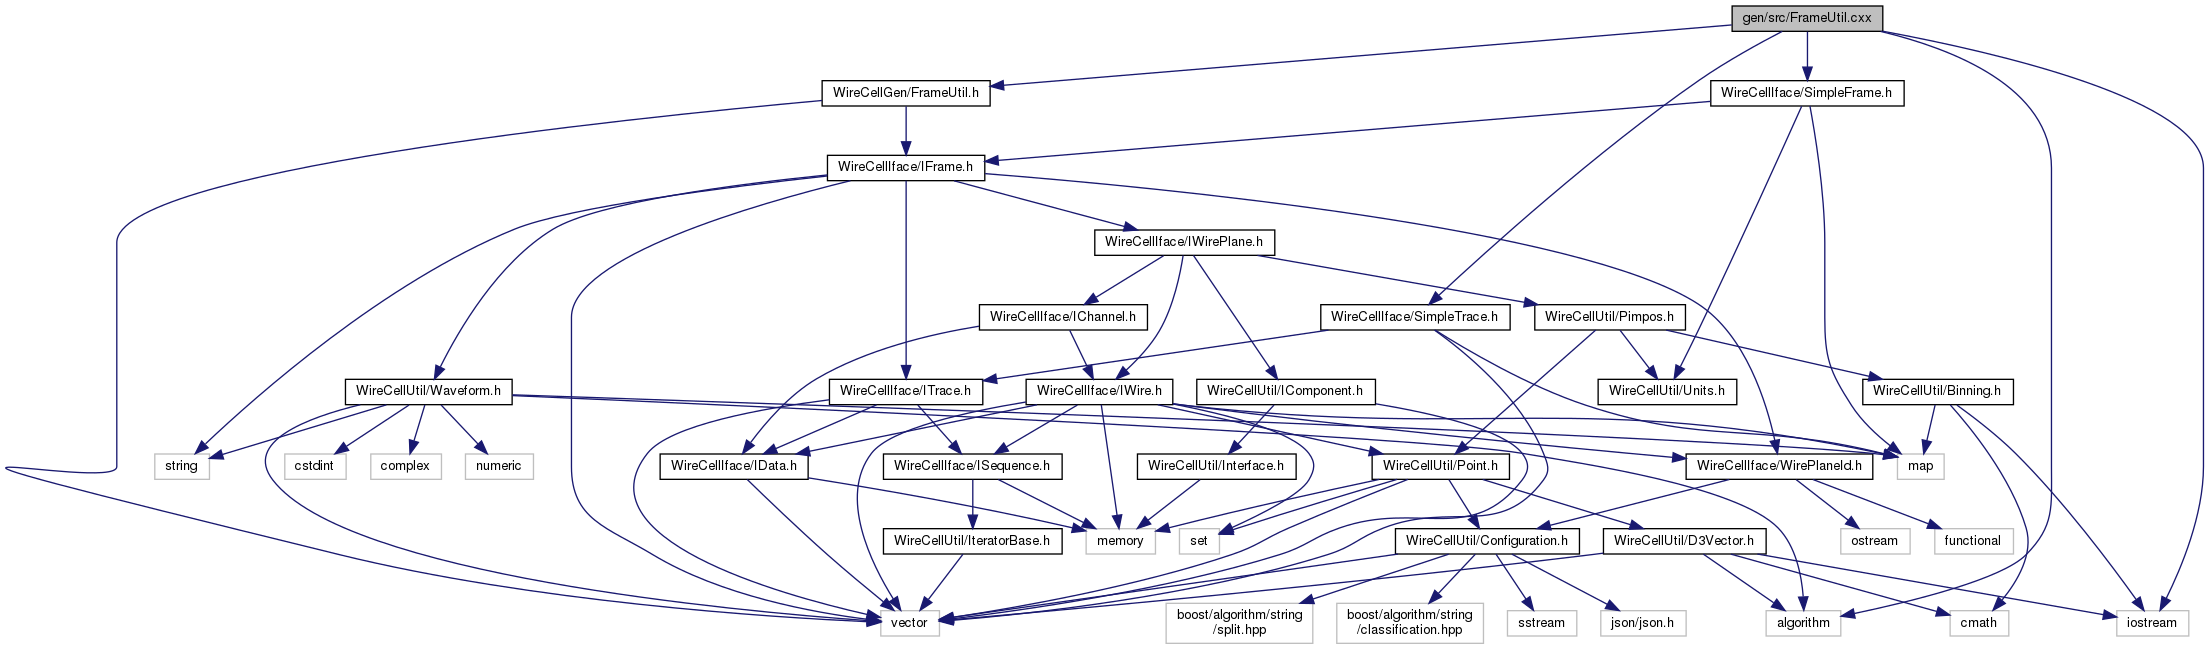 gen/src/FrameUtil.cxx
WireCellGen/FrameUtil.h
WireCellIface/SimpleFrame.h
WireCellIface/IFrame.h
WireCellIface/IWirePlane.h
WireCellIface/IChannel.h
WireCellIface/SimpleTrace.h
WireCellUtil/Pimpos.h
WireCellUtil/Waveform.h
WireCellIface/ITrace.h
WireCellIface/IWire.h
WireCellUtil/IComponent.h
WireCellUtil/Units.h
WireCellUtil/Binning.h
string
cstdint
complex
numeric
WireCellIface/IData.h
WireCellIface/ISequence.h
WireCellUtil/Interface.h
WireCellUtil/Point.h
WireCellIface/WirePlaneId.h
map
WireCellUtil/IteratorBase.h
memory
set
WireCellUtil/Configuration.h
WireCellUtil/D3Vector.h
ostream
functional
vector
boost/algorithm/string
/split.hpp
boost/algorithm/string
/classification.hpp
sstream
json/json.h
algorithm
cmath
iostream